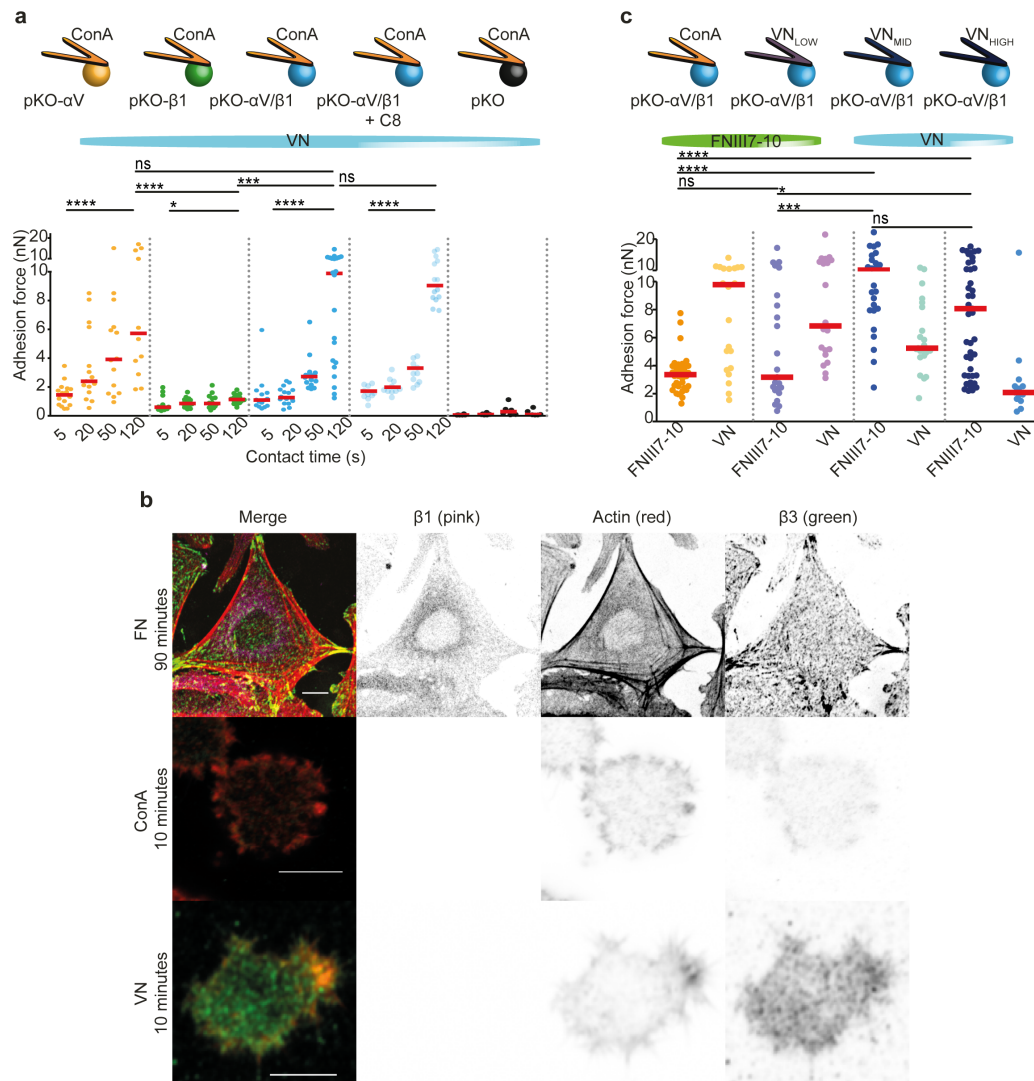 a
ConA ConA ConA ConA ConA
pKO-αV pKO-β1 pKO-αV/β1 pKO-αV/β1 pKO
+ C8
VN
ns
**** *** ns
**** * **** ****
Adhesion force (nN)
20
10
8
6
4
2
0
5 20 50 120 5 20 50 120 5 20 50 120 5 20 50 120
Contact time (s)
c
ConA VNLOW VNMID VNHIGH
pKO-αV/β1 pKO-αV/β1 pKO-αV/β1 pKO-αV/β1
FNIII7-10 VN
****
****
ns *
*** ns
Adhesion force (nN)
20
10
8
6
4
2
0
FNIII7-10 VN FNIII7-10 VN FNIII7-10 VN FNIII7-10 VN
b
Merge β1 (pink) Actin (red) β3 (green)
FN
90 minutes
ConA
10 minutes
VN
10 minutes